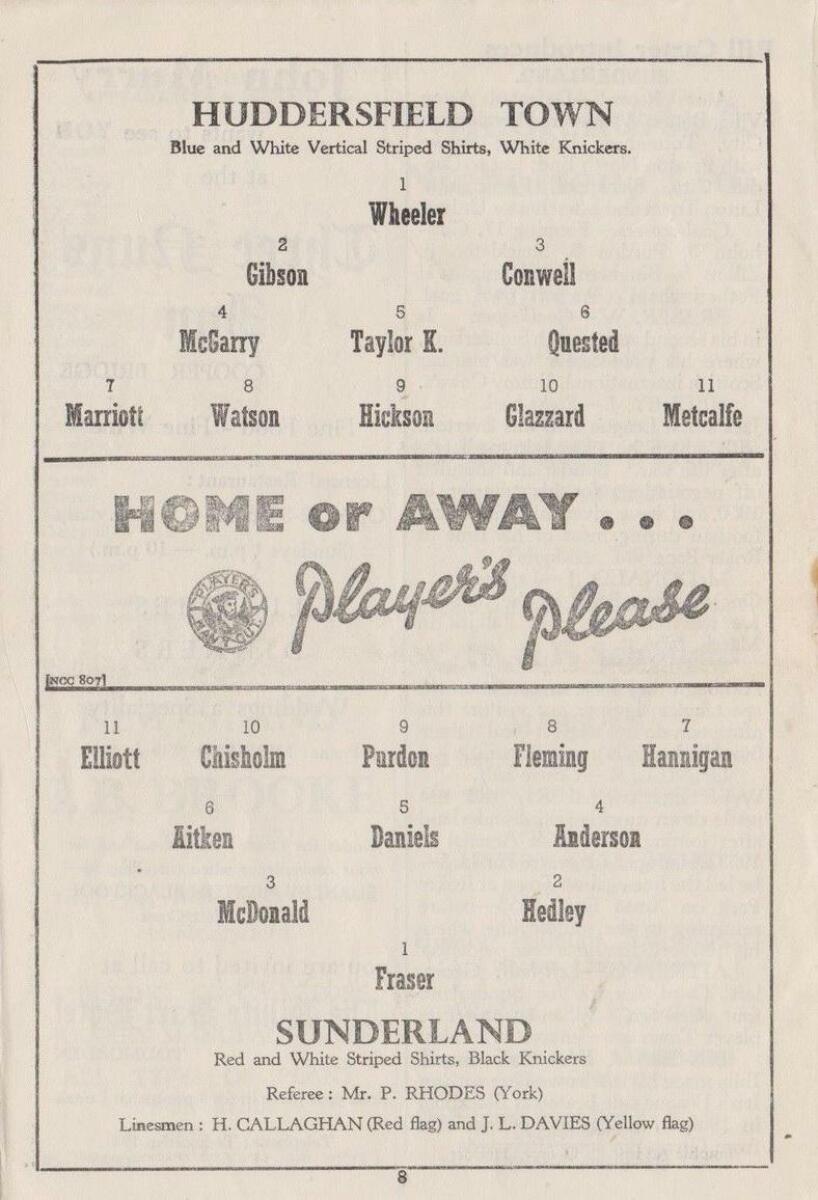 HUDDERSFIELD TOWN
Blue and White Vertical Striped Shirts, White Knickers.
1
Wheeler
2 3
Gibson Conwell
4 5 6
McGarry Taylor K. Quested
7 8 9 10 11
Marriott Watson Hickson Glazzard Metcalfe
HOME or AWAY . . .
PLAYER'S NAVY CUT
Player's Please
[NCC 807]
11 10 9 8 7
Elliott Chisholm Purdon Fleming Hannigan
6 5 4
Aitken Daniels Anderson
3 2
McDonald Hedley
1
Fraser
SUNDERLAND
Red and White Striped Shirts, Black Knickers
Referee : Mr. P. RHODES (York)
Linesmen : H. CALLAGHAN (Red flag) and J. L. DAVIES (Yellow flag)
8